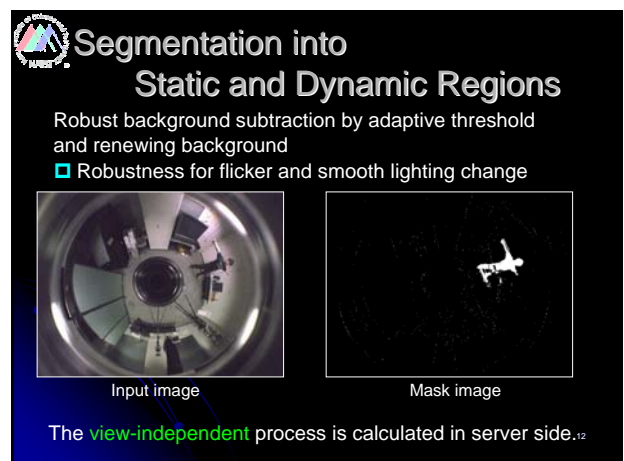 Segmentation into
Static and Dynamic Regions
Robust background subtraction by adaptive threshold
and renewing background
Robustness for flicker and smooth lighting change
Input image
Mask image
The view-independent process is calculated in server side.
12